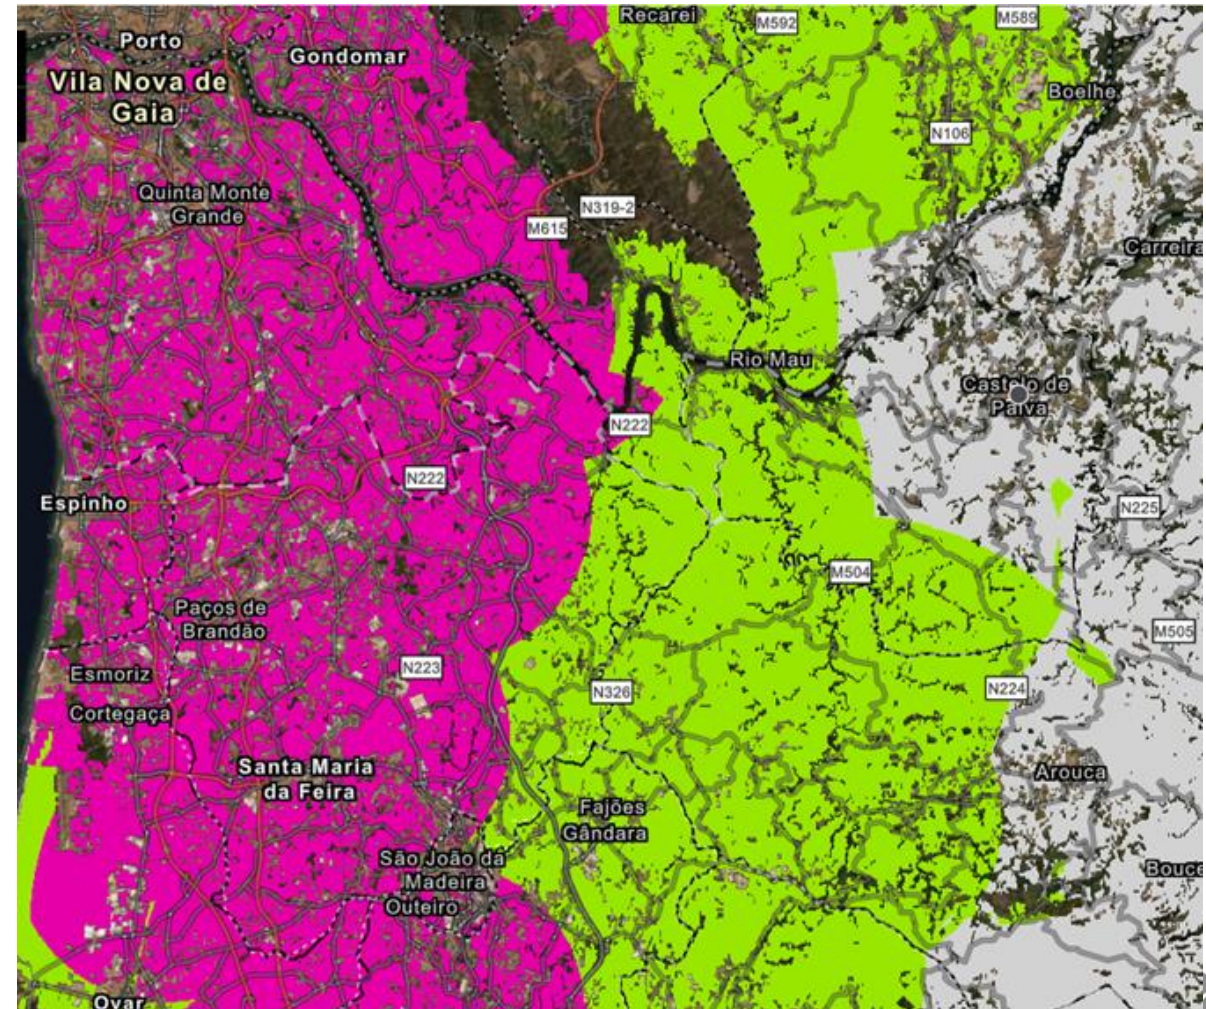 Recarei
M592
M589
Porto
Gondomar
Vila Nova de
Gaia
Boelhe
N106
Quinta Monte
Grande
N319-2
M615
Carreira
Rio Mau
Castelo de
Paiva
N222
N222
Espinho
N225
M504
Paços de
Brandão
M505
N223
Esmoriz
N326
N224
Cortegaça
Santa Maria
da Feira
Arouca
Fajões
Gândara
São João da
Madeira
Outeiro
Bouce
Ovar